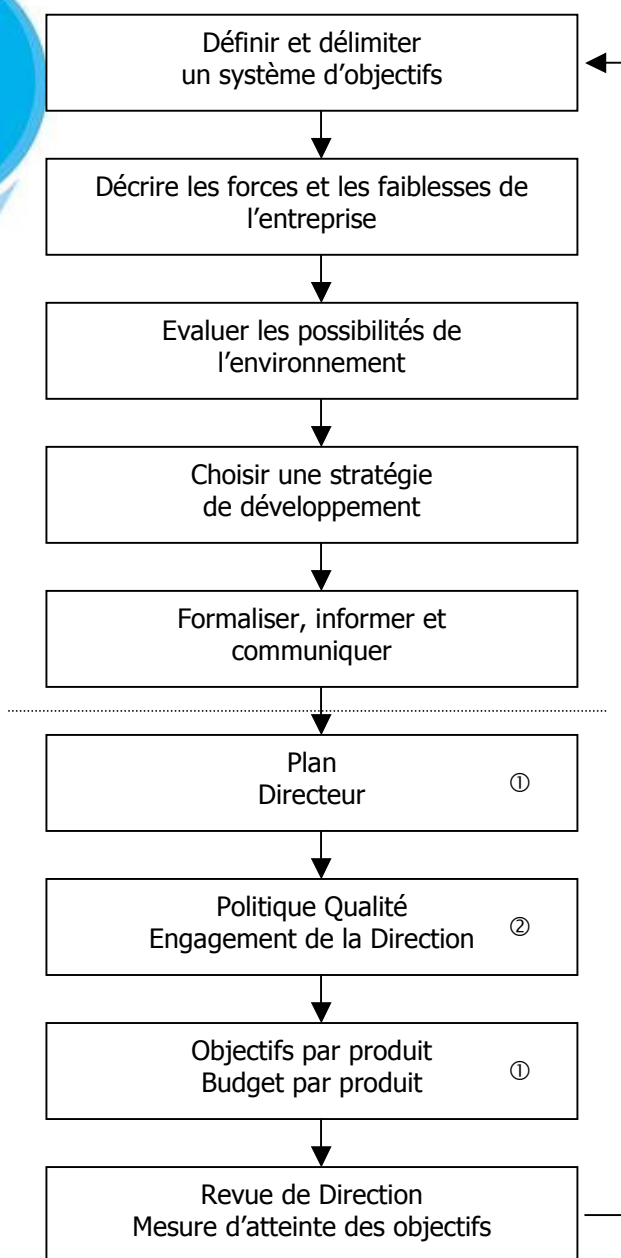 Définir et délimiter
un système d’objectifs
Décrire les forces et les faiblesses de
l’entreprise
Evaluer les possibilités de
l’environnement
Choisir une stratégie
de développement
Formaliser, informer et
communiquer
Plan
Directeur ①
Politique Qualité
Engagement de la Direction ②
Objectifs par produit
Budget par produit ①
Revue de Direction
Mesure d’atteinte des objectifs